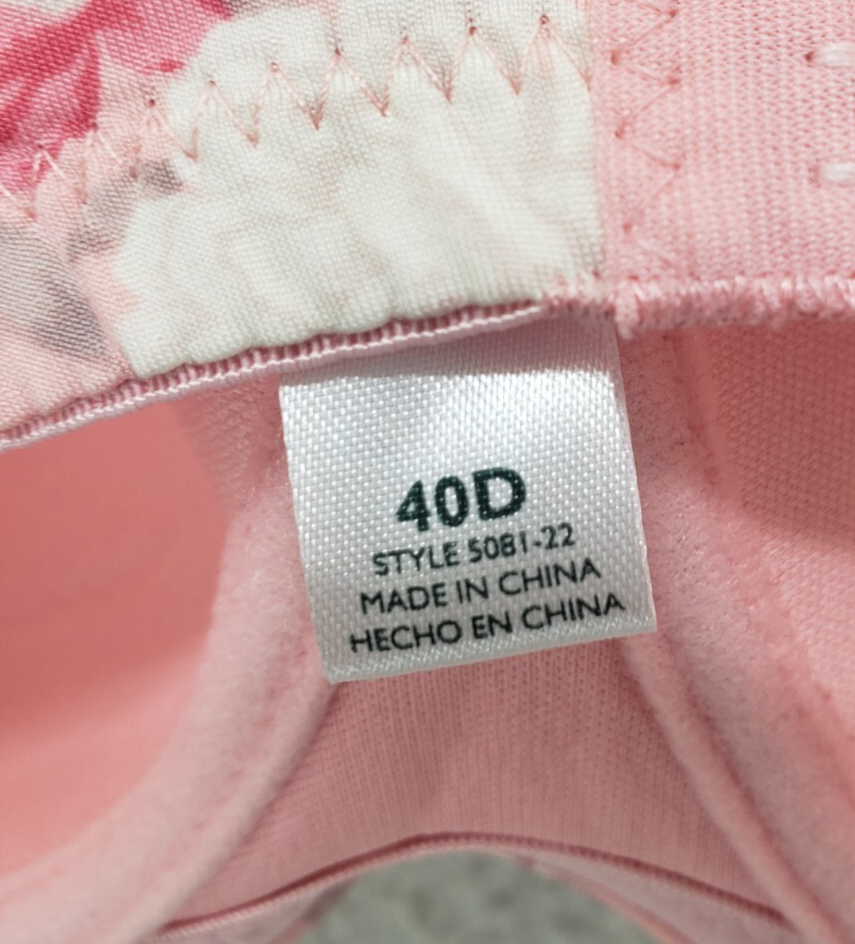 40D
STYLE 5081-22
MADE IN CHINA
HECHO EN CHINA